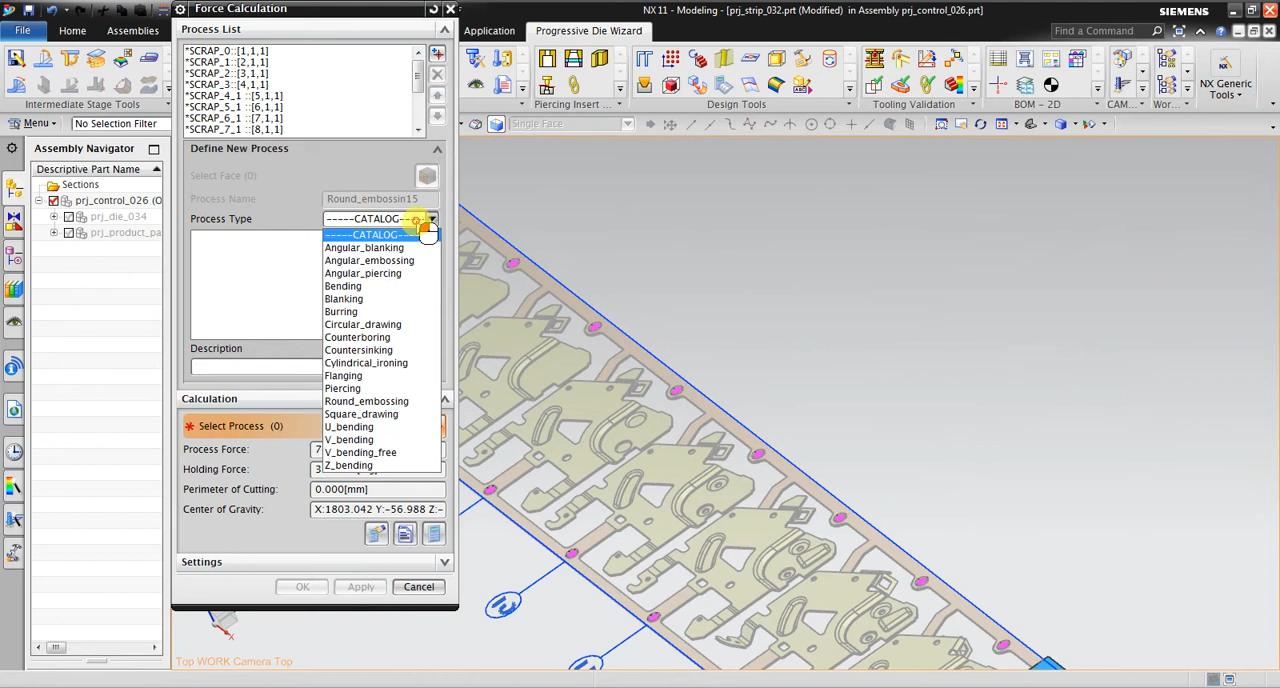 Force Calculation
NX 11 - Modeling - [prj_strip_032.prt (Modified) in Assembly prj_control_026.prt]
SIEMENS
File
Home
Assemblies
Application
Progressive Die Wizard
Find a Command
Intermediate Stage Tools
Piercing Insert ...
Design Tools
Tooling Validation
BOM - 2D
CAM...
Wor...
NX Generic
Tools
Menu
No Selection Filter
Single Face
Assembly Navigator
Descriptive Part Name
Sections
prj_control_026 (O
prj_die_034
prj_product_pa
Process List
*SCRAP_0::[1,1,1]
*SCRAP_1::[2,1,1]
*SCRAP_2::[3,1,1]
*SCRAP_3::[4,1,1]
*SCRAP_4_1 ::[5,1,1]
*SCRAP_5_1 ::[6,1,1]
*SCRAP_6_1 ::[7,1,1]
*SCRAP_7_1 ::[8,1,1]
Define New Process
Select Face (0)
Process Name
Round_embossin15
Process Type
-----CATALOG----
-----CATALOG----
Angular_blanking
Angular_embossing
Angular_piercing
Bending
Blanking
Burring
Circular_drawing
Counterboring
Countersinking
Cylindrical_ironing
Flanging
Piercing
Round_embossing
Square_drawing
U_bending
V_bending
V_bending_free
Z_bending
Description
Calculation
* Select Process (0)
Process Force:
7
Holding Force:
3
Perimeter of Cutting:
0.000[mm]
Center of Gravity:
X:1803.042 Y:-56.988 Z:-
Settings
OK
Apply
Cancel
X
Top WORK Camera Top